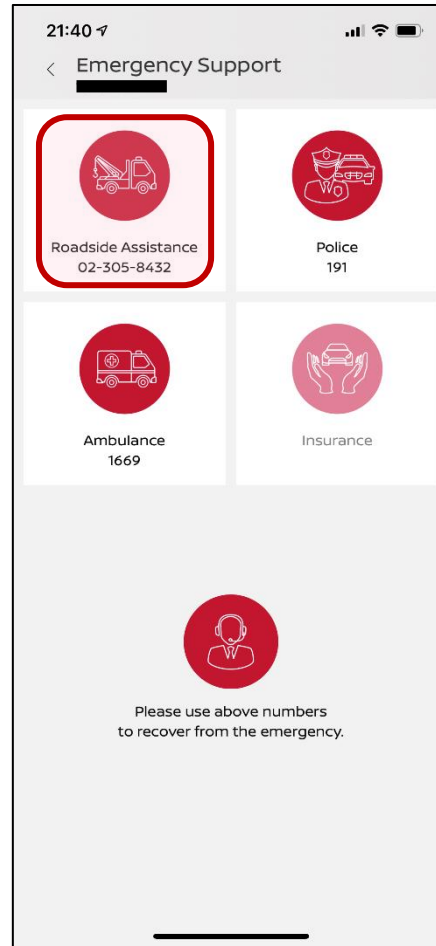 21:40
Emergency Support
Roadside Assistance
02-305-8432
Police
191
Ambulance
1669
Insurance
Please use above numbers
to recover from the emergency.